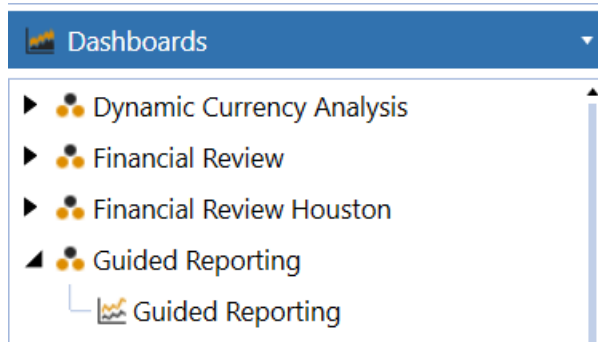 Dashboards
Dynamic Currency Analysis
Financial Review
Financial Review Houston
Guided Reporting
Guided Reporting